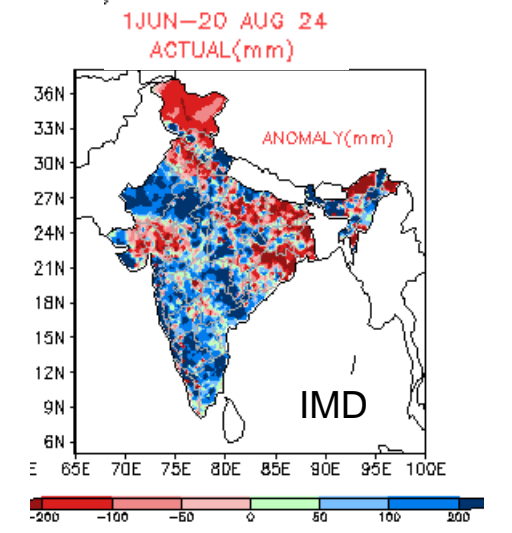 1JUN-20 AUG 24
ACTUAL(mm)
ANOMALY(mm)
36N
33N
30N
27N
24N
21N
18N
15N
12N
9N
6N
IMD
E 65E 70E 75E 80E 85E 90E 95E 100E
-200 -100 -50 0 50 100 200